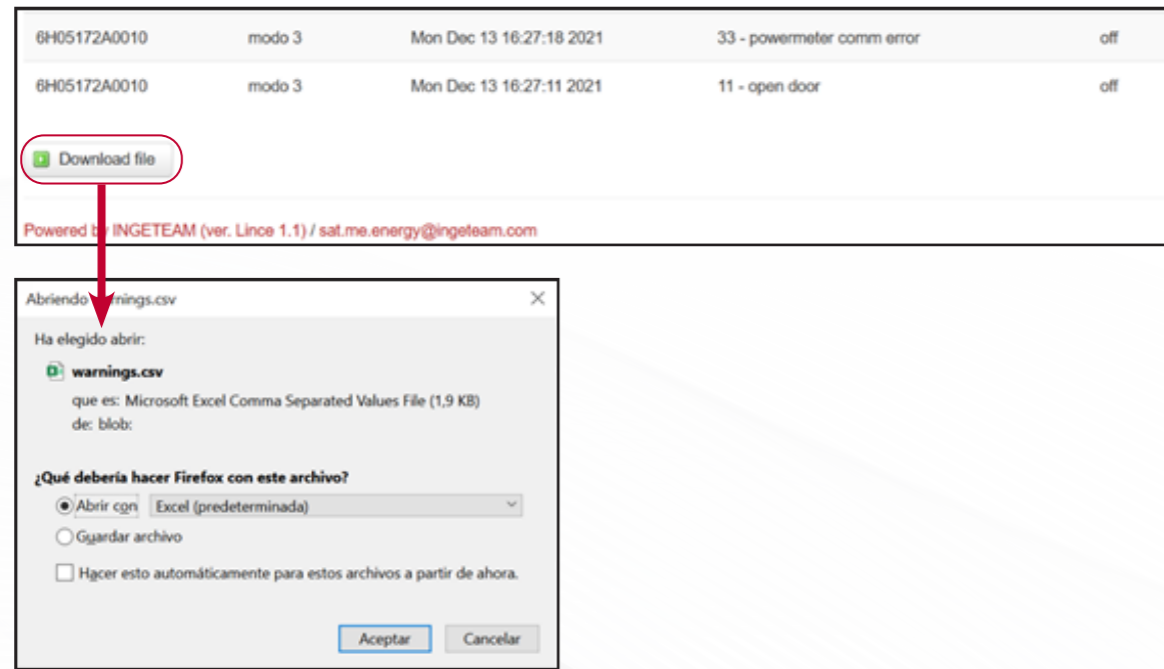 6H05172A0010 modo 3 Mon Dec 13 16:27:18 2021 33 - powermeter comm error off
6H05172A0010 modo 3 Mon Dec 13 16:27:11 2021 11 - open door off
Download file
Powered by INGETEAM (ver. Lince 1.1) / sat.me.energy@ingeteam.com
Abriendo warnings.csv
Ha elegido abrir:
warnings.csv
que es: Microsoft Excel Comma Separated Values File (1,9 KB)
de: blob:
¿Qué debería hacer Firefox con este archivo?
Abrir con Excel (predeterminada)
Guardar archivo
Hacer esto automáticamente para estos archivos a partir de ahora.
Aceptar Cancelar